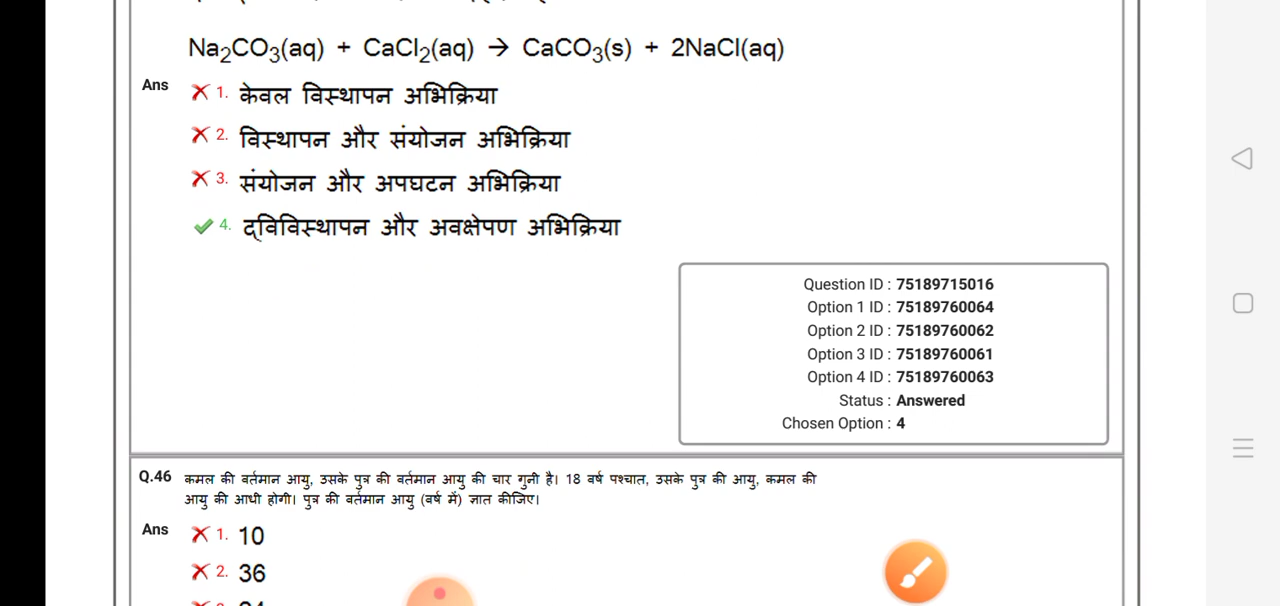 Na₂CO₃(aq) + CaCl₂(aq) → CaCO₃(s) + 2NaCl(aq)
Ans
1. केवल विस्थापन अभिक्रिया
2. विस्थापन और संयोजन अभिक्रिया
3. संयोजन और अपघटन अभिक्रिया
4. द्विविस्थापन और अवक्षेपण अभिक्रिया
Question ID : 75189715016
Option 1 ID : 75189760064
Option 2 ID : 75189760062
Option 3 ID : 75189760061
Option 4 ID : 75189760063
Status : Answered
Chosen Option : 4
Q.46 कमल की वर्तमान आयु, उसके पुत्र की वर्तमान आयु की चार गुनी है। 18 वर्ष पश्चात, उसके पुत्र की आयु, कमल की
आयु की आधी होगी। पुत्र की वर्तमान आयु (वर्ष में) ज्ञात कीजिए।
Ans
1. 10
2. 36